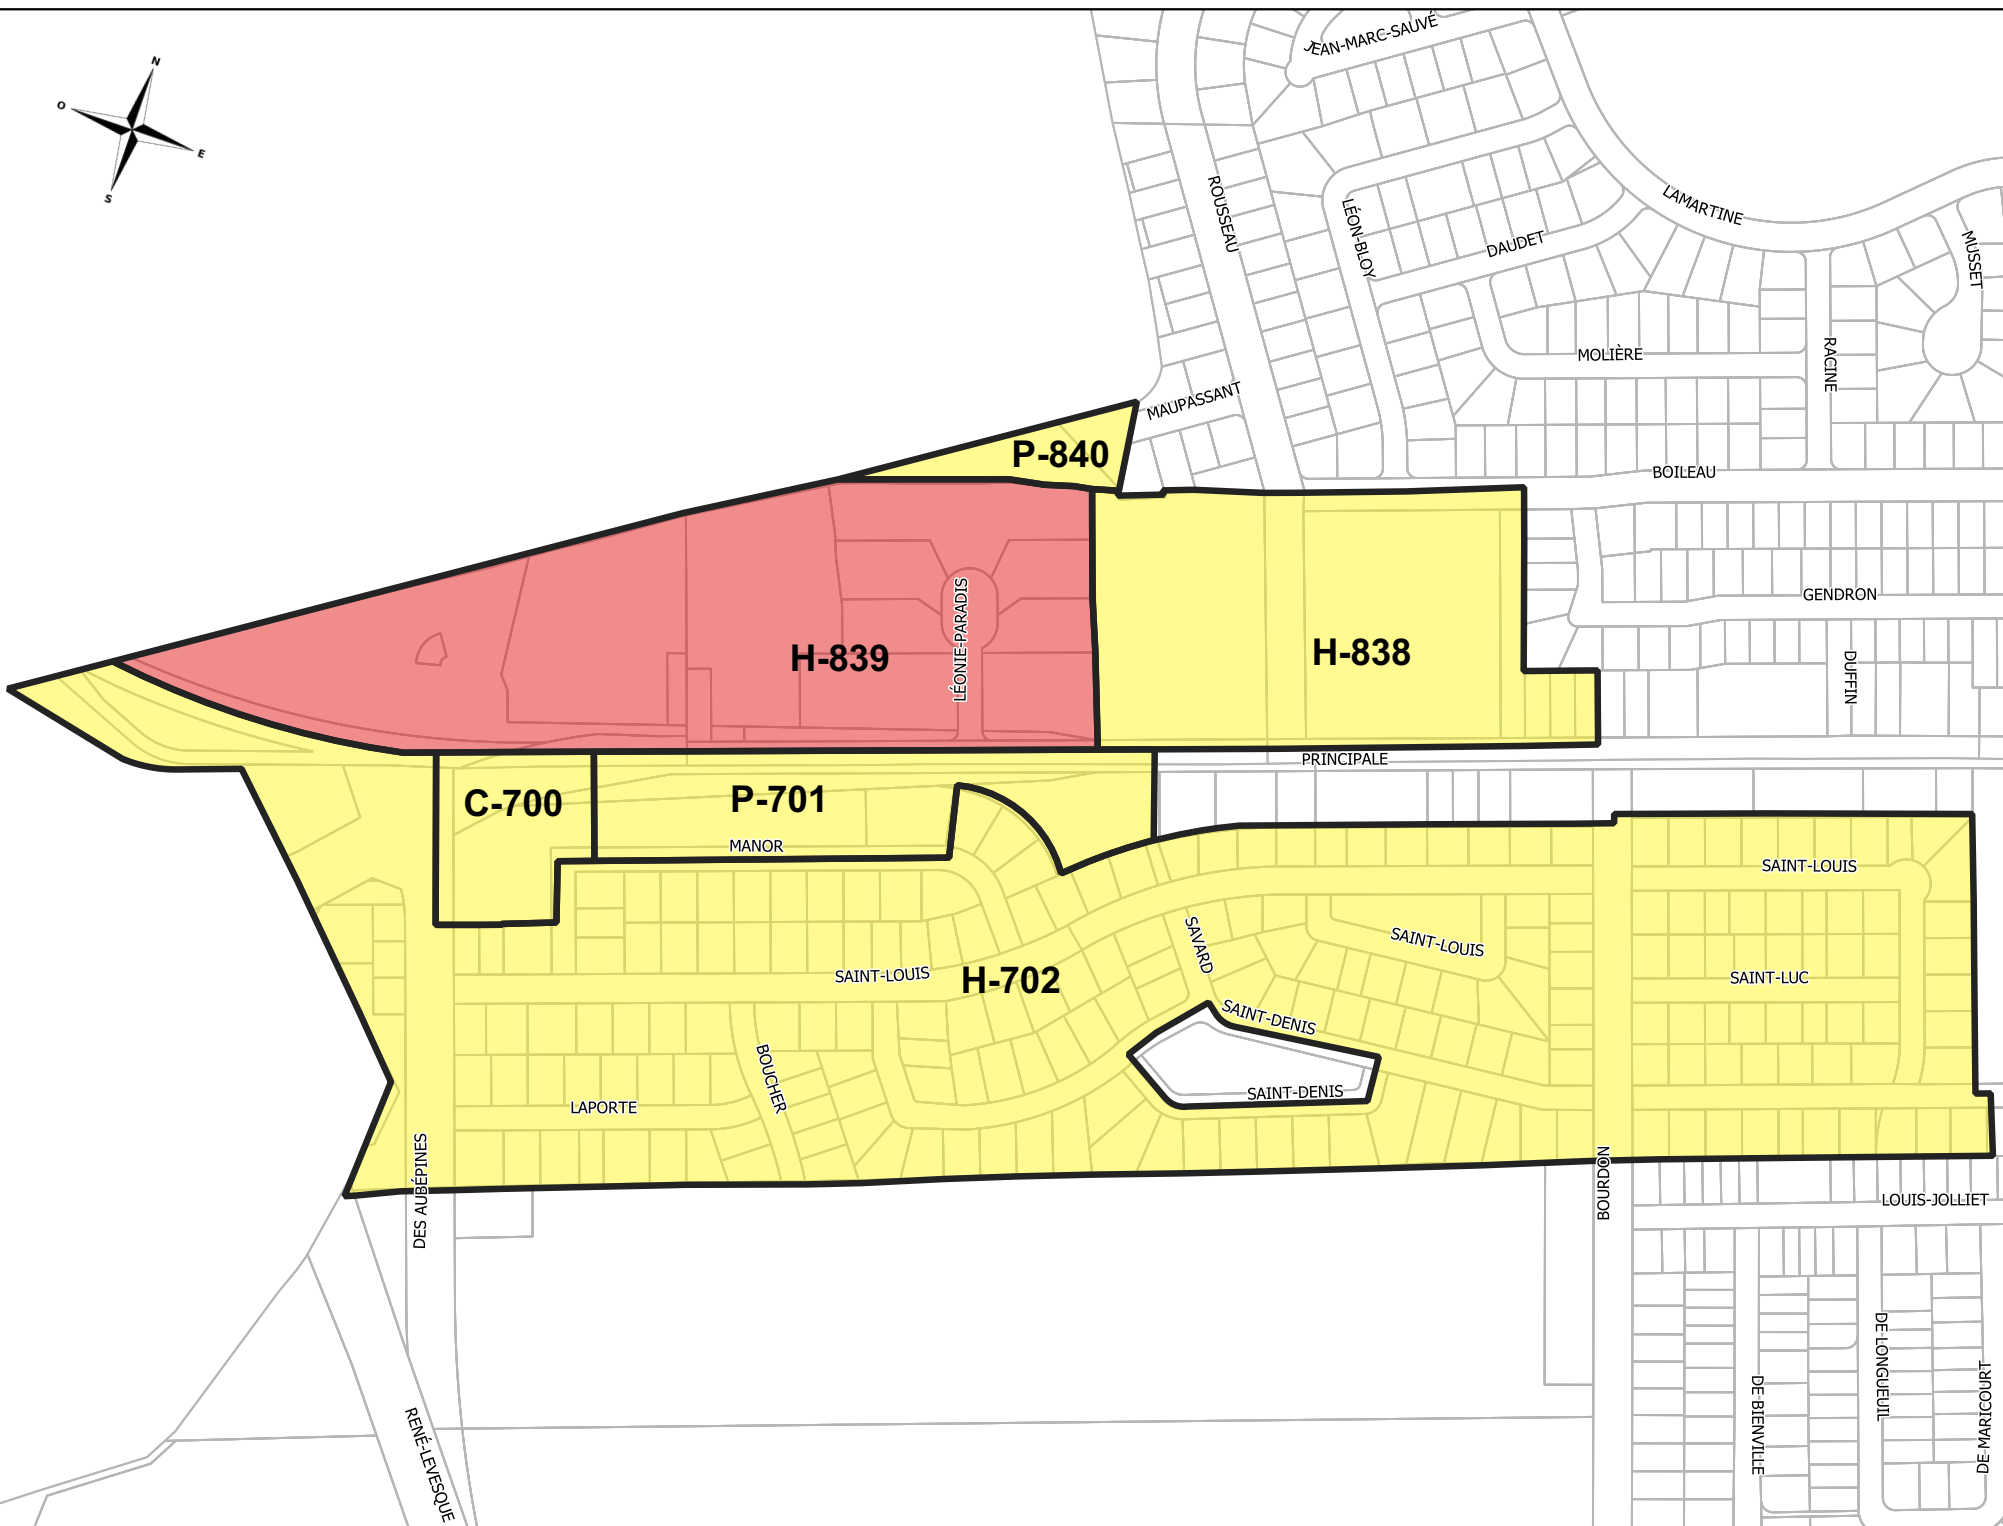 JEAN-MARC-SAUVÉ
N
O
E
S
ROUSSEAU
LÉON-BLOY
LAMARTINE
DAUDET
MUSSET
MOLIÈRE
RACINE
MAUPASSANT
P-840
BOILEAU
GENDRON
LÉONIE-PARADIS
H-839
H-838
DUFFIN
PRINCIPALE
C-700
P-701
MANOR
SAINT-LOUIS
SAVARD
SAINT-LOUIS
SAINT-LOUIS
H-702
SAINT-LUC
SAINT-DENIS
BOUCHER
SAINT-DENIS
LAPORTE
DES AUBÉPINES
BOURDON
LOUIS-JOLLIET
DE LONGUEUIL
DE BIENVILLE
DE MARICOURT
RENÉ-LEVESQUE